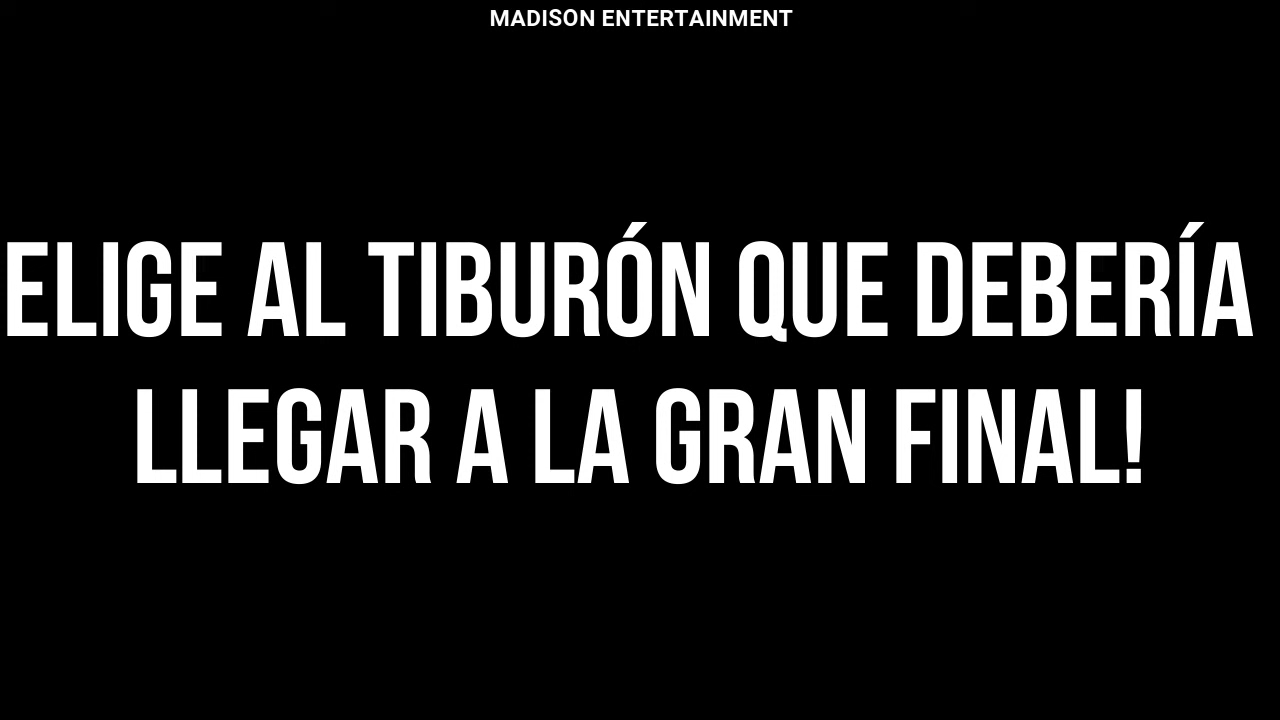 MADISON ENTERTAINMENT
ELIGE AL TIBURÓN QUE DEBERÍA
LLEGAR A LA GRAN FINAL!